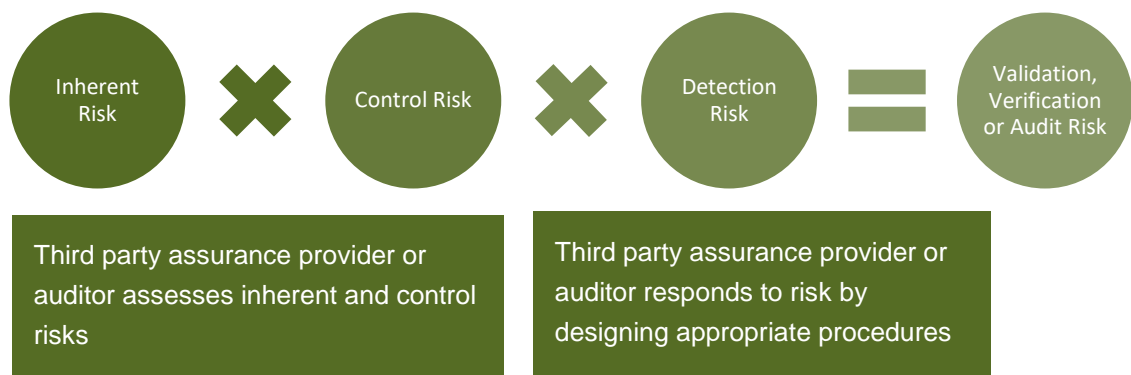 Inherent
Risk
Control Risk
Detection
Risk
Validation,
Verification
or Audit Risk
Third party assurance provider or
auditor assesses inherent and control
risks
Third party assurance provider or
auditor responds to risk by
designing appropriate procedures